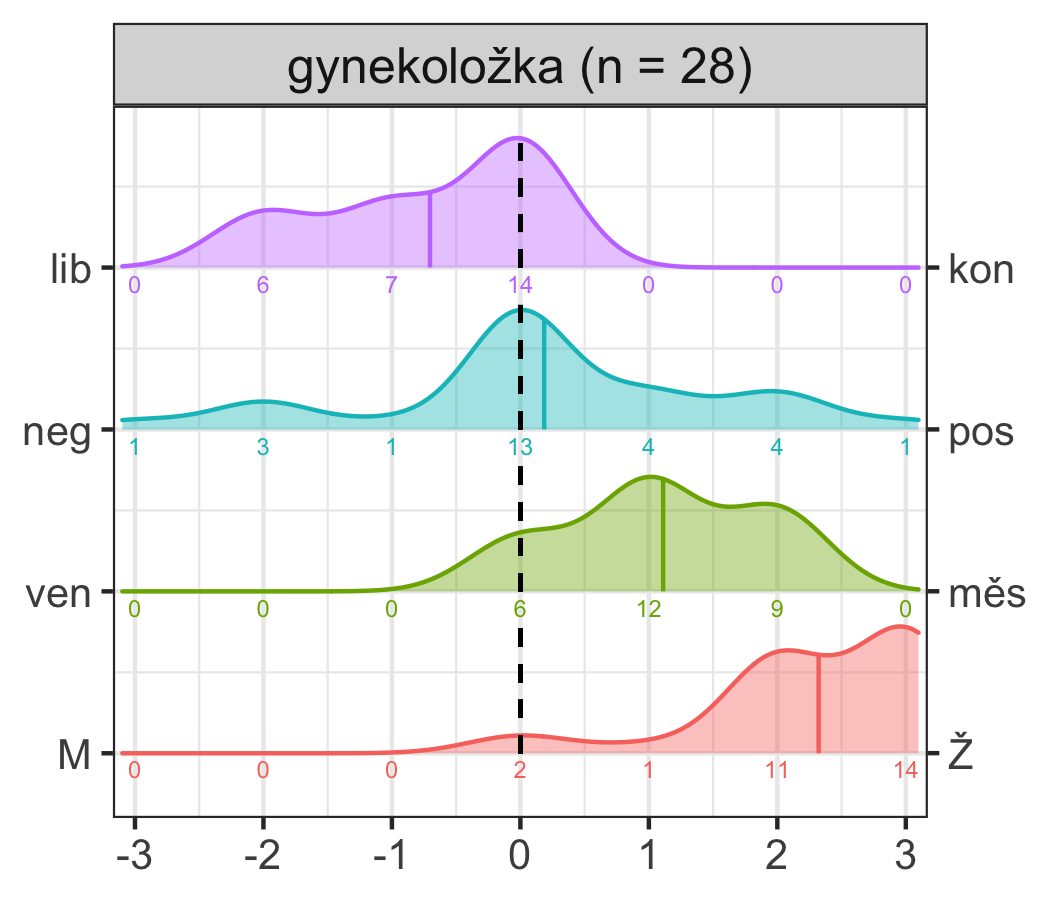 gynekoložka (n = 28)
lib kon
0 6 7 14 0 0 0
neg pos
1 3 1 13 4 4 1
ven měs
0 0 0 6 12 9 0
M Ž
0 0 0 2 1 11 14
-3 -2 -1 0 1 2 3